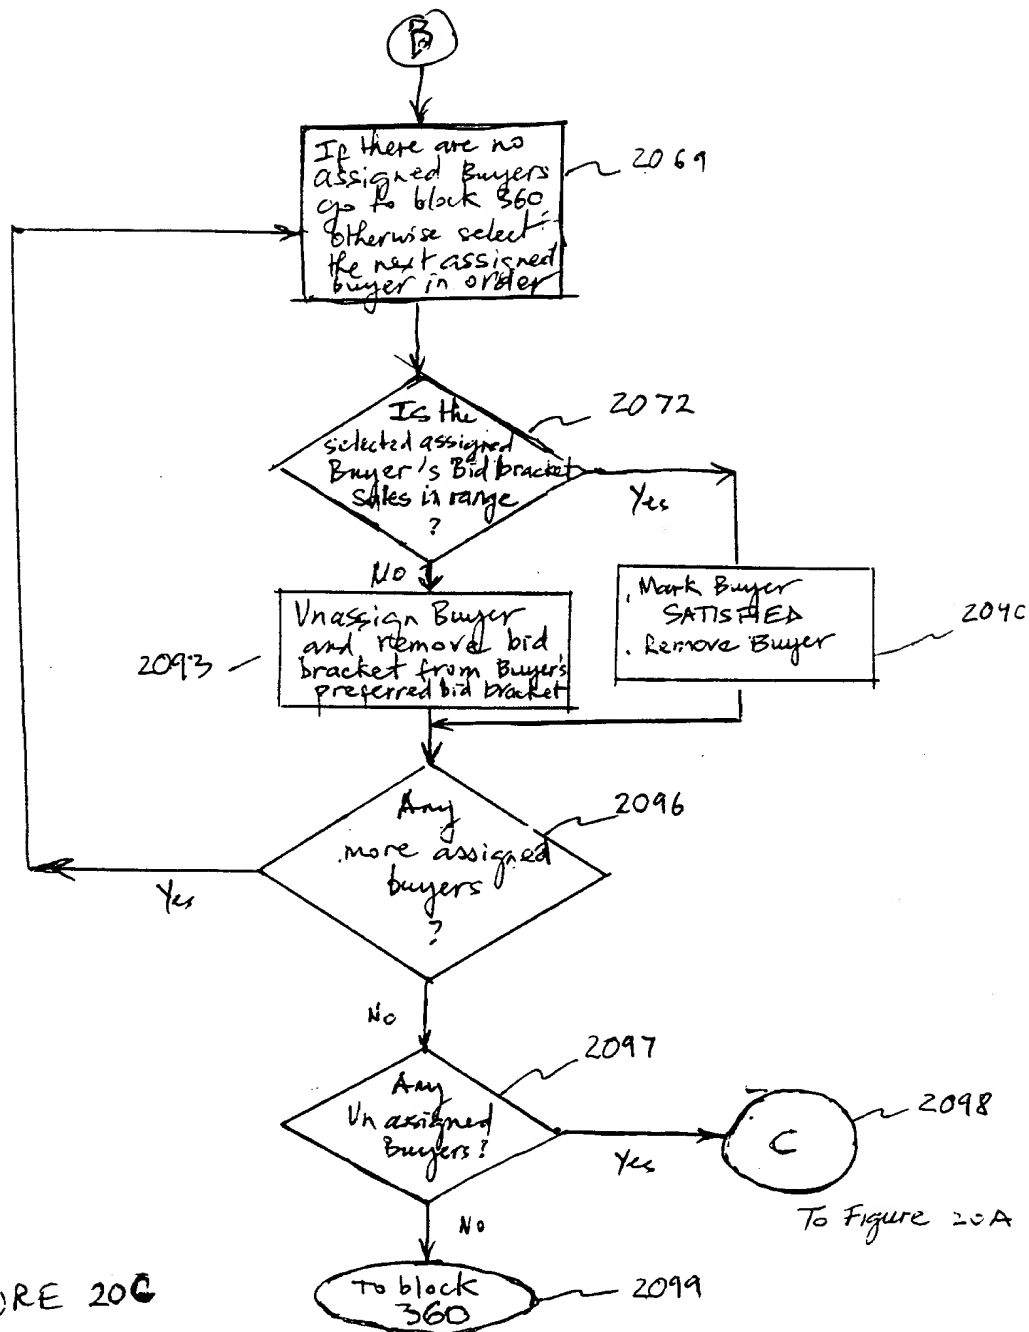 B
If there are no
assigned Buyers
go to block 360
otherwise select
the next assigned
buyer in order
2069
Is the
selected assigned
Buyer's Bid bracket
Sales in range
?
2072
Yes
No
Unassign Buyer
and remove bid
bracket from Buyer's
preferred bid bracket
2093
. Mark Buyer
SATISFIED
. Remove Buyer
Any
more assigned
buyers
?
2096
Yes
No
Any
Unassigned
Buyers?
2097
Yes
C
2098
To Figure 20A
No
To block
360
2099
RE 20C